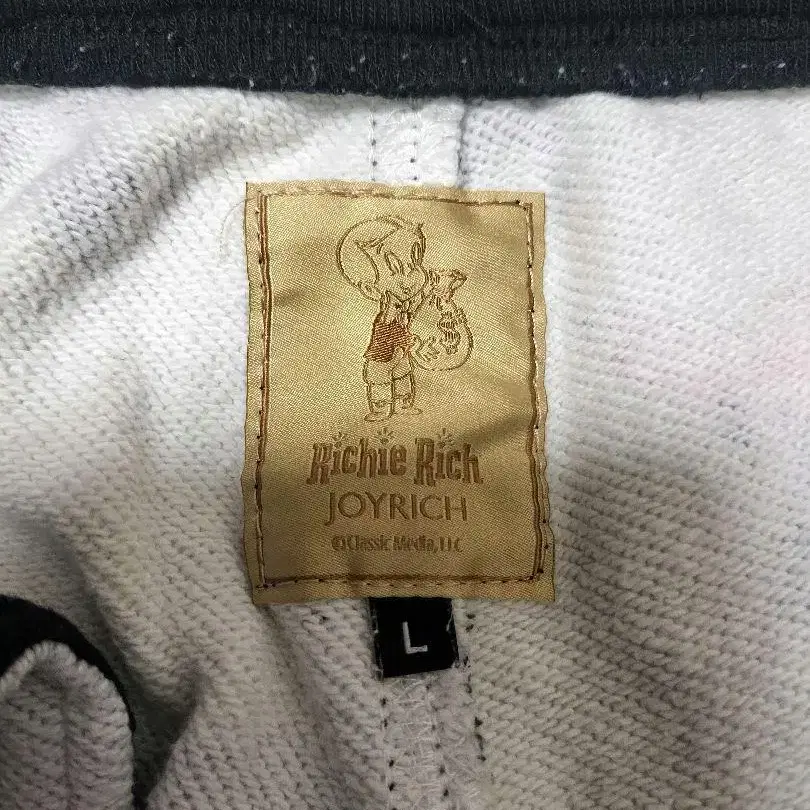 $
Richie Rich
JOYRICH
© Classic Media, LLC
L